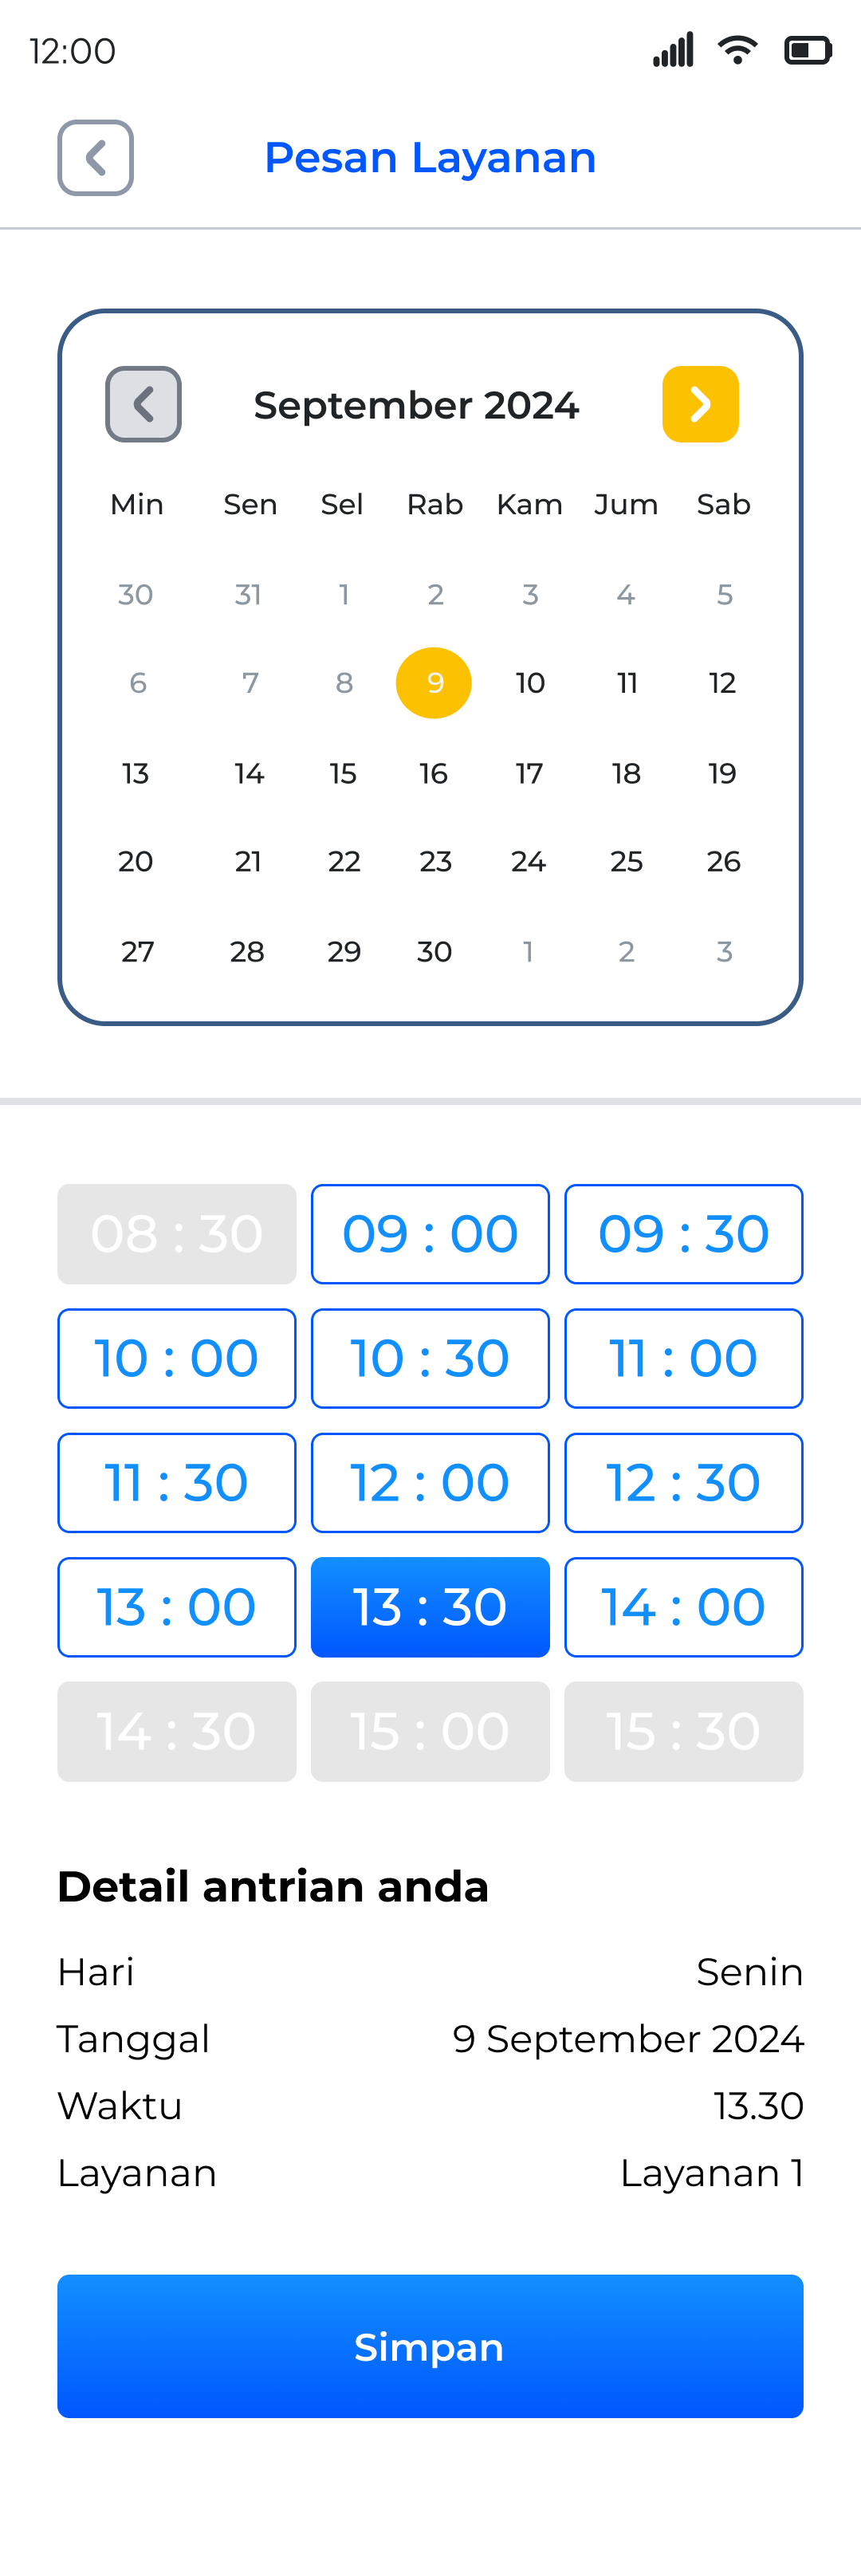 12:00
Pesan Layanan
September 2024
Min Sen Sel Rab Kam Jum Sab
30 31 1 2 3 4 5
6 7 8 9 10 11 12
13 14 15 16 17 18 19
20 21 22 23 24 25 26
27 28 29 30 1 2 3
08 : 30 09 : 00 09 : 30
10 : 00 10 : 30 11 : 00
11 : 30 12 : 00 12 : 30
13 : 00 13 : 30 14 : 00
14 : 30 15 : 00 15 : 30
Detail antrian anda
Hari Senin
Tanggal 9 September 2024
Waktu 13.30
Layanan Layanan 1
Simpan